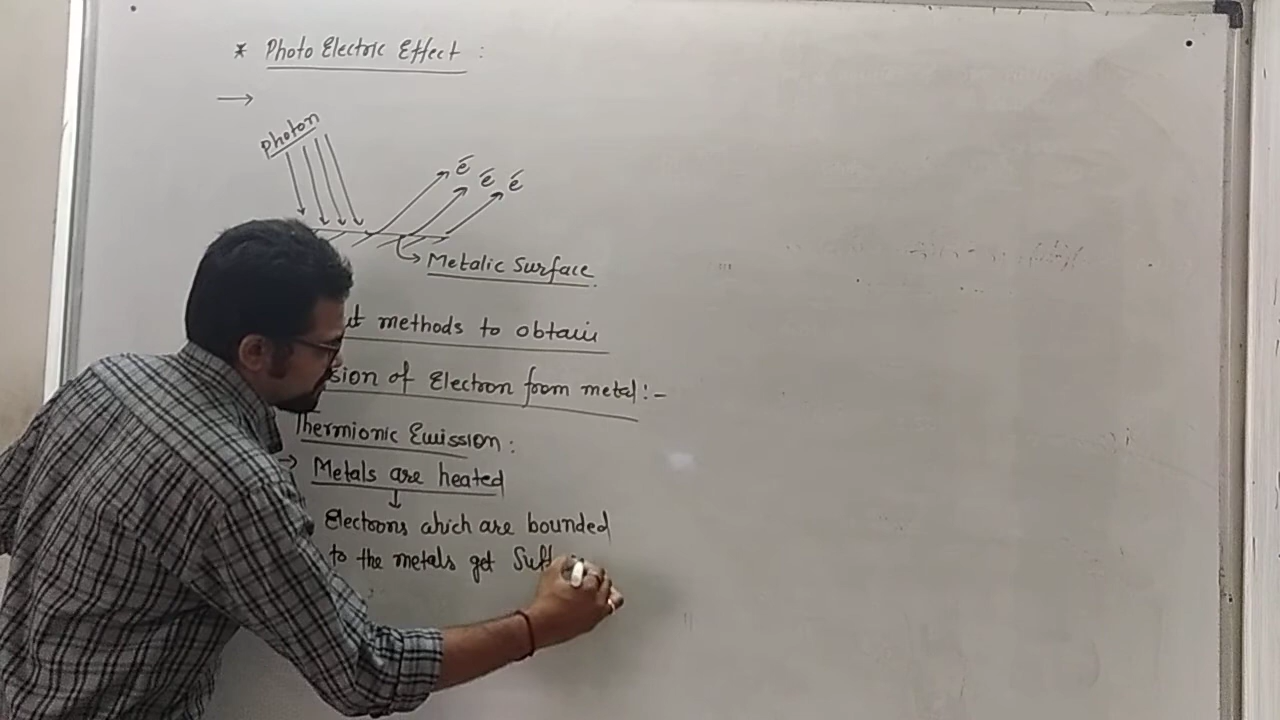 * Photo Electric Effect :
→
photon
e̅ e̅ e̅
Metalic Surface
methods to obtain
of Electron from metal :-
Thermionic Emission :
→ Metals are heated
↓
Electrons which are bounded
to the metals get